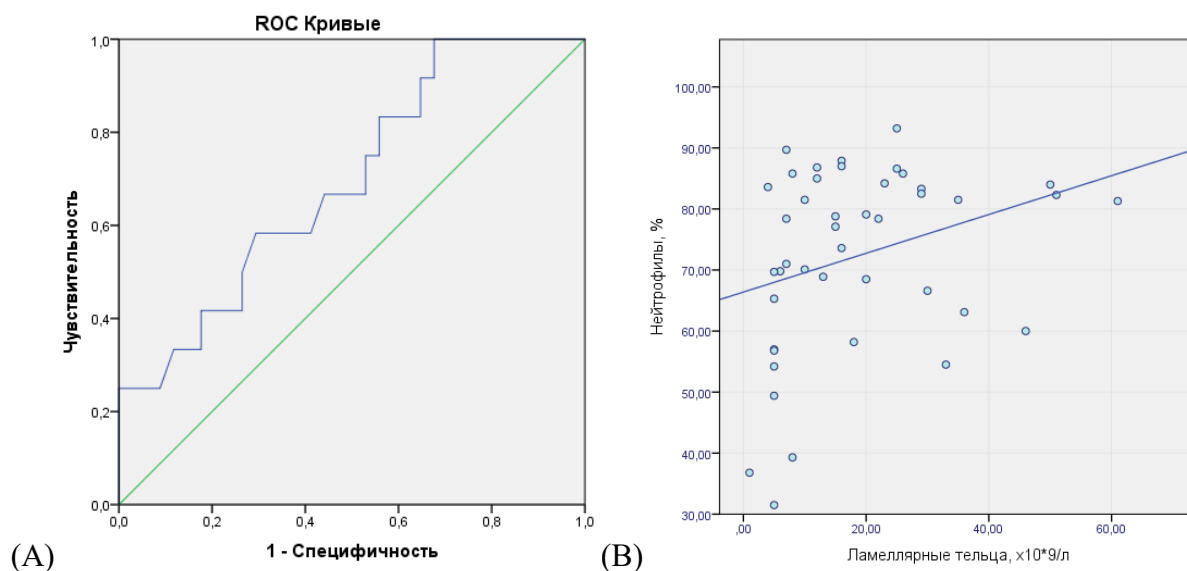 ROC Кривые
1,0
0,8
0,6
0,4
0,2
0,0
0,0 0,2 0,4 0,6 0,8 1,0
Чувствительность
1 - Специфичность
(A)
100,00
90,00
80,00
70,00
60,00
50,00
40,00
30,00
,00 20,00 40,00 60,00
Нейтрофилы, %
Ламеллярные тельца, х10*9/л
(B)